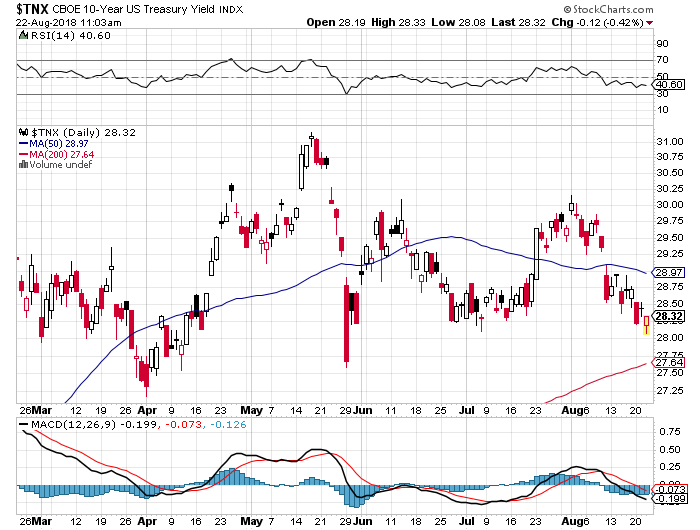 $TNX CBOE 10-Year US Treasury Yield INDX © StockCharts.com
22-Aug-2018 11:03am Open 28.19 High 28.33 Low 28.08 Last 28.32 Chg -0.12 (-0.42%)
RSI(14) 40.60
90
70
50
40.60
30
10
$TNX (Daily) 28.32
MA(50) 28.97
MA(200) 27.64
Volume undef
31.00
30.75
30.50
30.25
30.00
29.75
29.50
29.25
28.97
28.75
28.50
28.32
28.00
27.64
27.50
27.25
26 Mar 12 19 26 Apr 9 16 23 May 7 14 21 29 Jun 11 18 25 Jul 9 16 23 Aug 6 13 20
MACD(12,26,9) -0.199, -0.073, -0.126
0.75
0.50
0.25
0.00
-0.073
-0.199
26 Mar 12 19 26 Apr 9 16 23 May 7 14 21 29 Jun 11 18 25 Jul 9 16 23 Aug 6 13 20